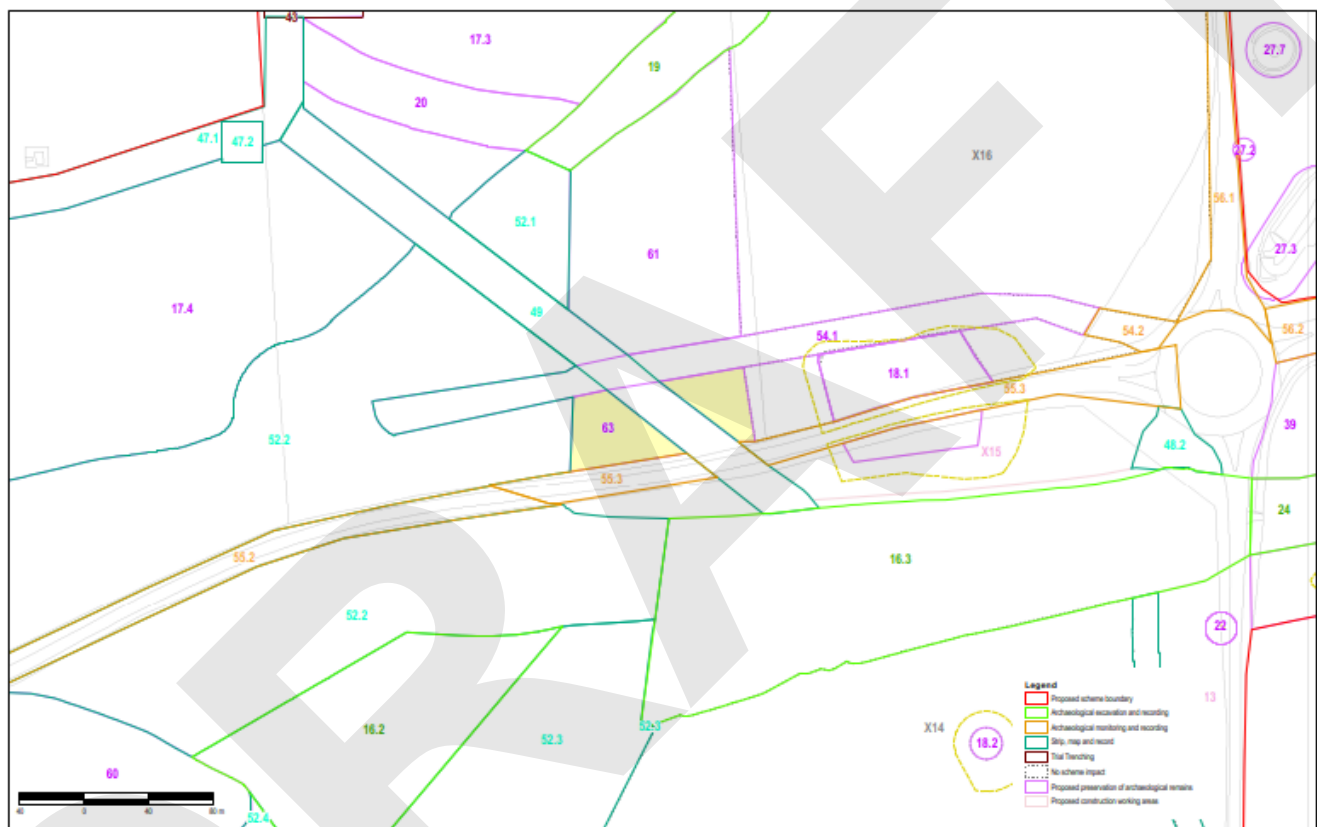 43
17.3
19
20
27.7
47.1
47.2
27.2
X16
56.1
52.1
61
27.3
17.4
49
54.1
54.2
56.2
18.1
55.3
63
39
52.2
X15
48.2
55.3
24
55.2
16.3
52.2
22
Legend
Proposed scheme boundary
Archaeological excavation and recording
Archaeological monitoring and recording
Strip, map and record
Trial Trenching
No scheme impact
Proposed preservation of archaeological remains
Proposed construction working areas
13
X14
18.2
52.3
16.2
52.3
60
40 0 40 80 m
52.4
DRAFT